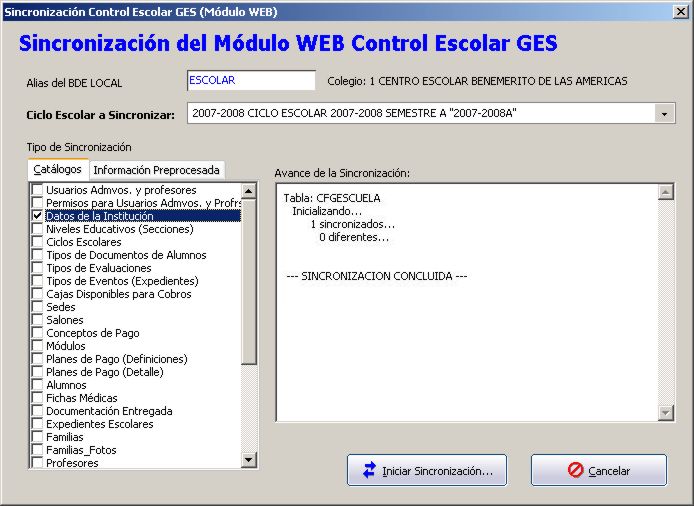 Sincronización Control Escolar GES (Módulo WEB)
Sincronización del Módulo WEB Control Escolar GES
Alias del BDE LOCAL
ESCOLAR
Colegio: 1 CENTRO ESCOLAR BENEMERITO DE LAS AMERICAS
Ciclo Escolar a Sincronizar:
2007-2008 CICLO ESCOLAR 2007-2008 SEMESTRE A "2007-2008A"
Tipo de Sincronización
Catálogos
Información Preprocesada
Usuarios Admvos. y profesores
Permisos para Usuarios Admvos. y Profrs
Datos de la Institución
Niveles Educativos (Secciones)
Ciclos Escolares
Tipos de Documentos de Alumnos
Tipos de Evaluaciones
Tipos de Eventos (Expedientes)
Cajas Disponibles para Cobros
Sedes
Salones
Conceptos de Pago
Módulos
Planes de Pago (Definiciones)
Planes de Pago (Detalle)
Alumnos
Fichas Médicas
Documentación Entregada
Expedientes Escolares
Familias
Familias_Fotos
Profesores
Avance de la Sincronización:
Tabla: CFGESCUELA
Inicializando...
1 sincronizados...
0 diferentes...
--- SINCRONIZACION CONCLUIDA ---
Iniciar Sincronización...
Cancelar